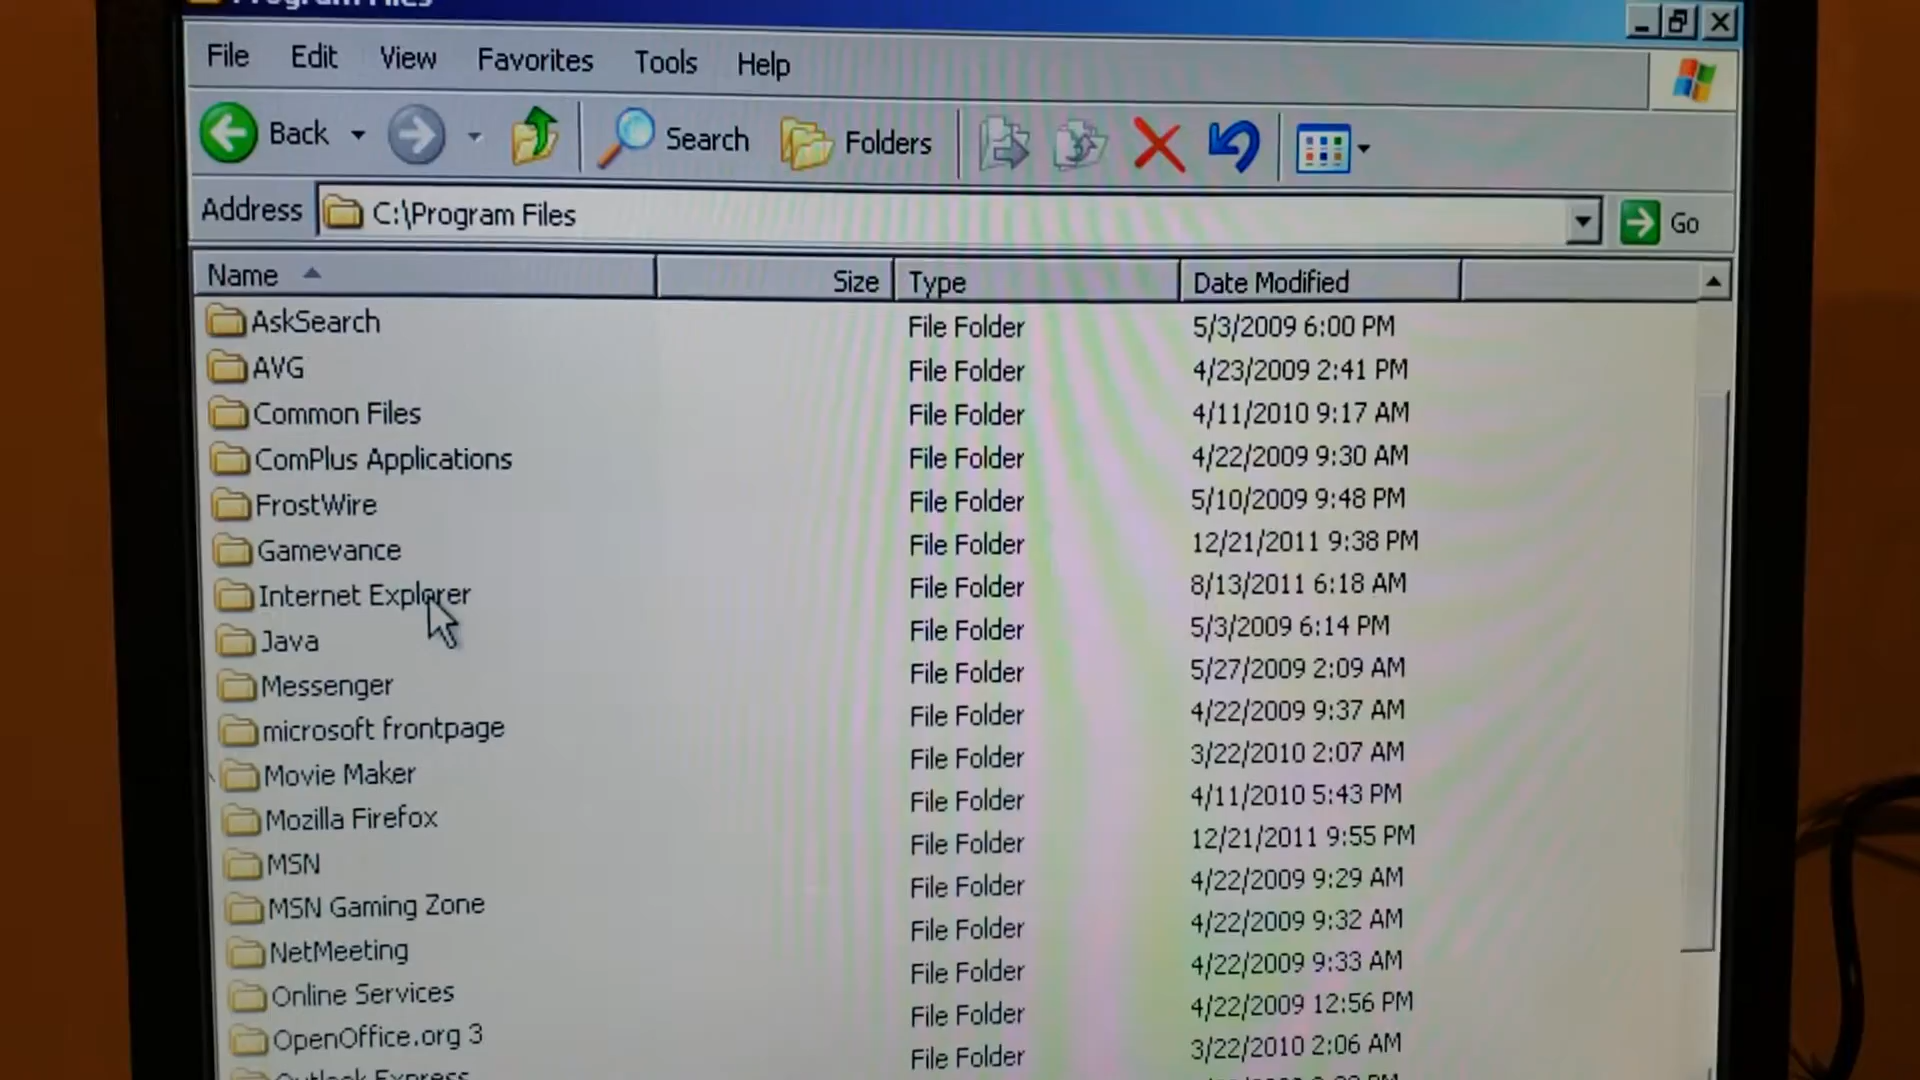 Program Files
File Edit View Favorites Tools Help
Back Search Folders
Address C:\Program Files Go
Name Size Type Date Modified
AskSearch File Folder 5/3/2009 6:00 PM
AVG File Folder 4/23/2009 2:41 PM
Common Files File Folder 4/11/2010 9:17 AM
ComPlus Applications File Folder 4/22/2009 9:30 AM
FrostWire File Folder 5/10/2009 9:48 PM
Gamevance File Folder 12/21/2011 9:38 PM
Internet Explorer File Folder 8/13/2011 6:18 AM
Java File Folder 5/3/2009 6:14 PM
Messenger File Folder 5/27/2009 2:09 AM
microsoft frontpage File Folder 4/22/2009 9:37 AM
Movie Maker File Folder 3/22/2010 2:07 AM
Mozilla Firefox File Folder 4/11/2010 5:43 PM
MSN File Folder 12/21/2011 9:55 PM
MSN Gaming Zone File Folder 4/22/2009 9:29 AM
NetMeeting File Folder 4/22/2009 9:32 AM
Online Services File Folder 4/22/2009 9:33 AM
OpenOffice.org 3 File Folder 4/22/2009 12:56 PM
Outlook Express File Folder 3/22/2010 2:06 AM